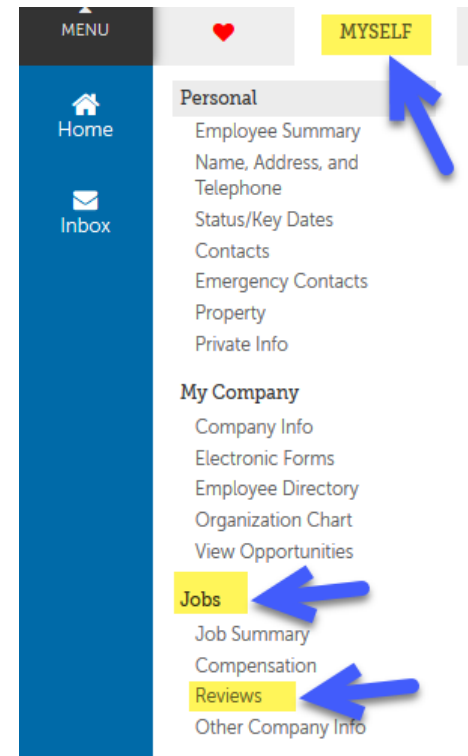 MENU
MYSELF
Home
Inbox
Personal
Employee Summary
Name, Address, and
Telephone
Status/Key Dates
Contacts
Emergency Contacts
Property
Private Info
My Company
Company Info
Electronic Forms
Employee Directory
Organization Chart
View Opportunities
Jobs
Job Summary
Compensation
Reviews
Other Company Info